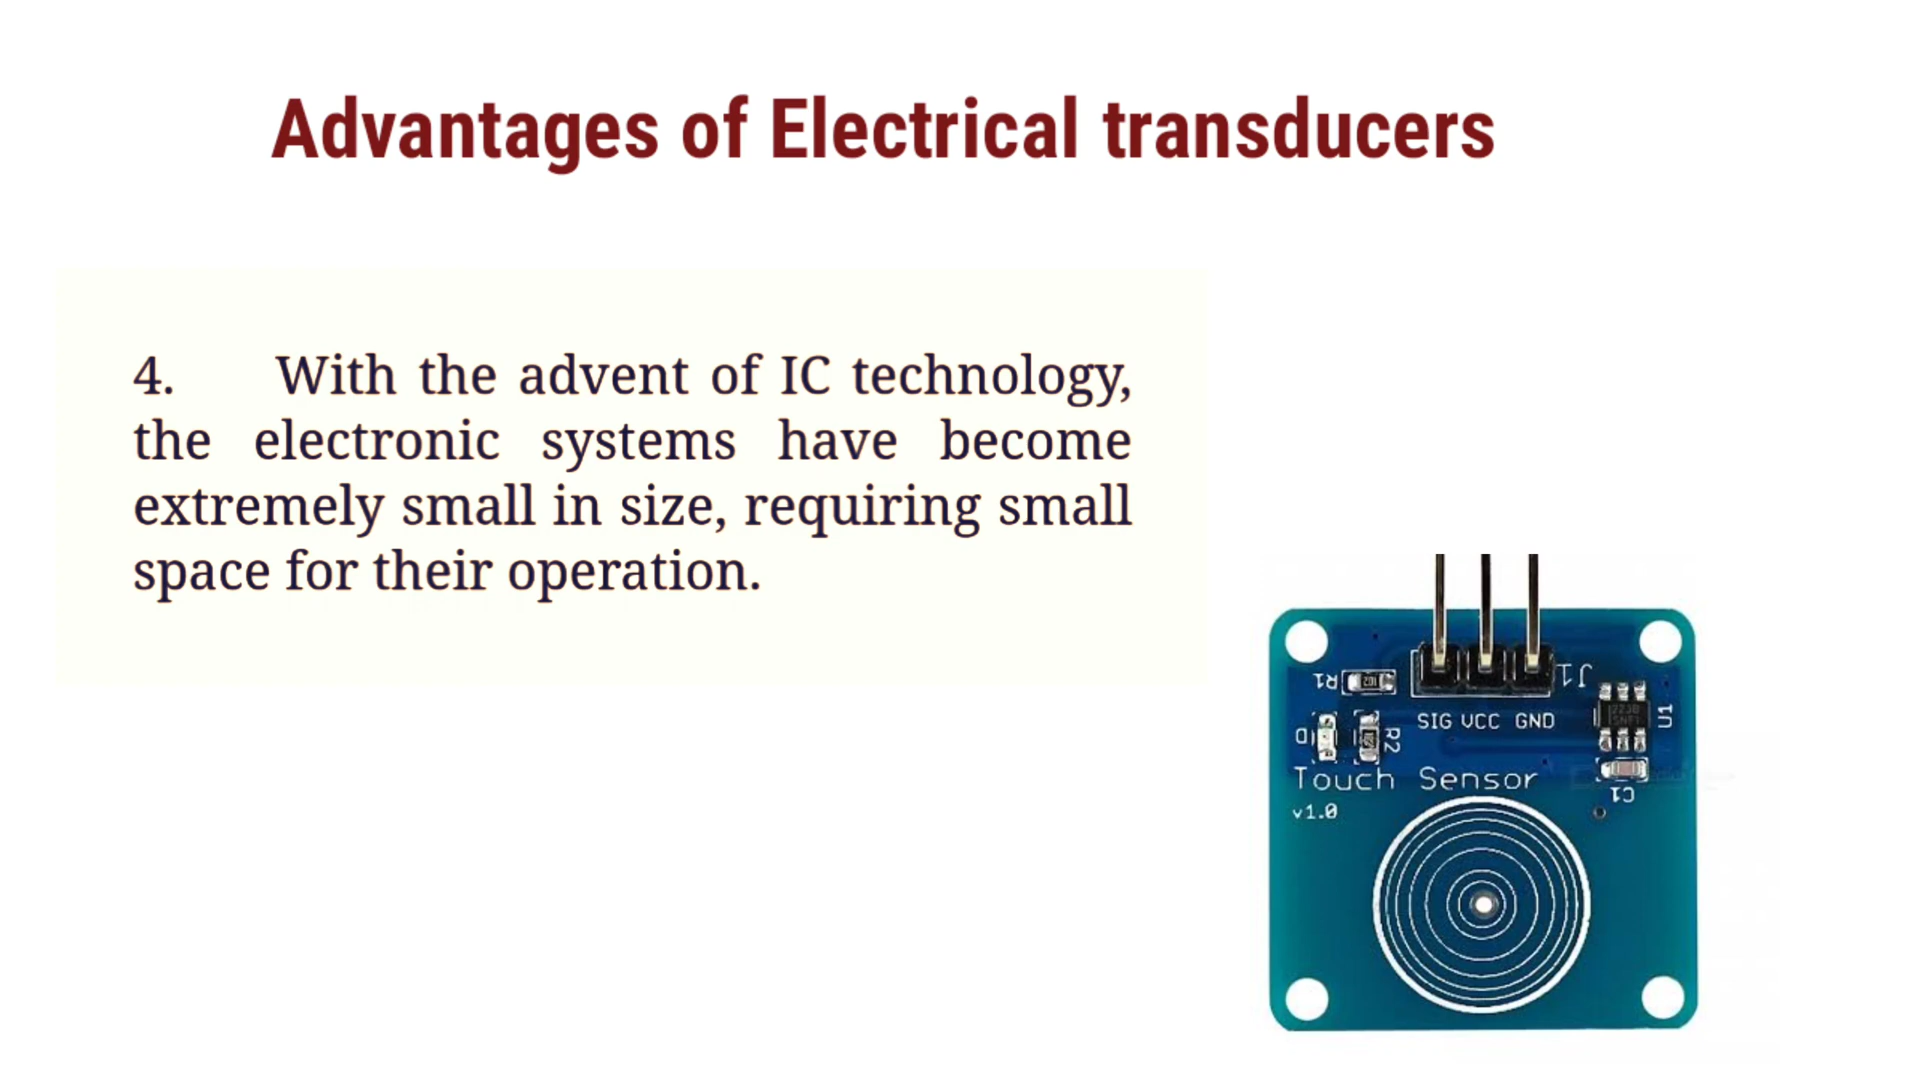 Advantages of Electrical transducers
4. With the advent of IC technology,
the electronic systems have become
extremely small in size, requiring small
space for their operation.
J1
R1
SIG VCC GND
U1
D
R2
Touch Sensor
C1
v1.0